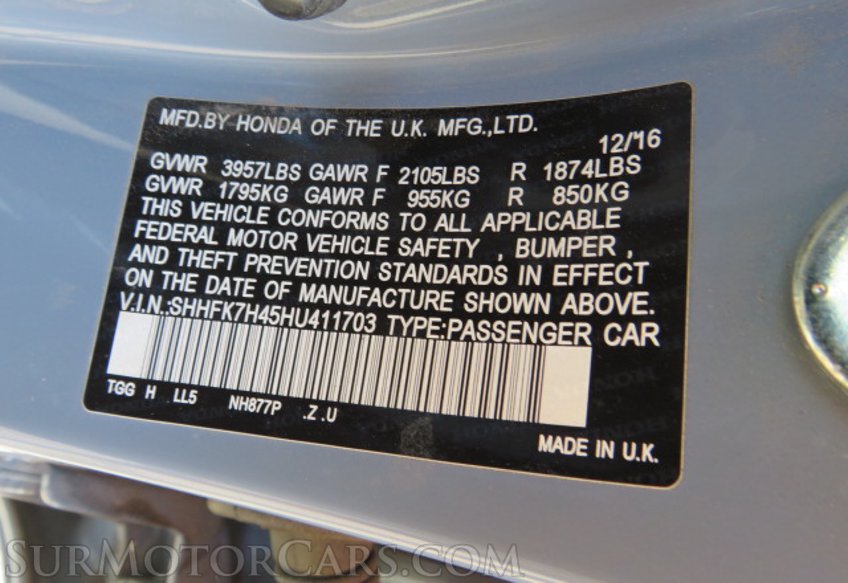 MFD.BY HONDA OF THE U.K. MFG.,LTD.
12/16
GVWR 3957LBS GAWR F 2105LBS R 1874LBS
GVWR 1795KG GAWR F 955KG R 850KG
THIS VEHICLE CONFORMS TO ALL APPLICABLE
FEDERAL MOTOR VEHICLE SAFETY , BUMPER ,
AND THEFT PREVENTION STANDARDS IN EFFECT
ON THE DATE OF MANUFACTURE SHOWN ABOVE.
V.I.N.:SHHFK7H45HU411703 TYPE:PASSENGER CAR
TGG H LL5 NH877P .Z .U
MADE IN U.K.
SURMOTORCARS.COM